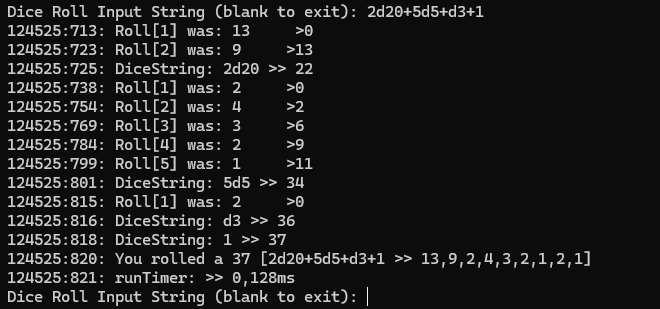 Dice Roll Input String (blank to exit): 2d20+5d5+d3+1
124525:713: Roll[1] was: 13     >0
124525:723: Roll[2] was: 9      >13
124525:725: DiceString: 2d20 >> 22
124525:738: Roll[1] was: 2      >0
124525:754: Roll[2] was: 4      >2
124525:769: Roll[3] was: 3      >6
124525:784: Roll[4] was: 2      >9
124525:799: Roll[5] was: 1      >11
124525:801: DiceString: 5d5 >> 34
124525:815: Roll[1] was: 2      >0
124525:816: DiceString: d3 >> 36
124525:818: DiceString: 1 >> 37
124525:820: You rolled a 37 [2d20+5d5+d3+1 >> 13,9,2,4,3,2,1,2,1]
124525:821: runTimer: >> 0,128ms
Dice Roll Input String (blank to exit):